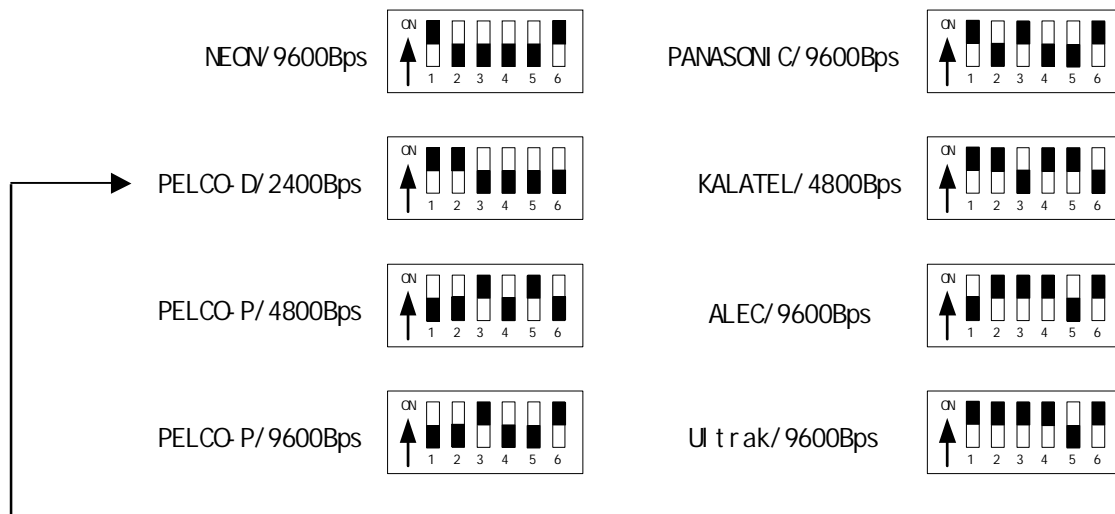 NEON/9600Bps ON 1 2 3 4 5 6
PANASONIC/9600Bps ON 1 2 3 4 5 6
PELCO-D/2400Bps ON 1 2 3 4 5 6
KALATEL/4800Bps ON 1 2 3 4 5 6
PELCO-P/4800Bps ON 1 2 3 4 5 6
ALEC/9600Bps ON 1 2 3 4 5 6
PELCO-P/9600Bps ON 1 2 3 4 5 6
Ultrak/9600Bps ON 1 2 3 4 5 6